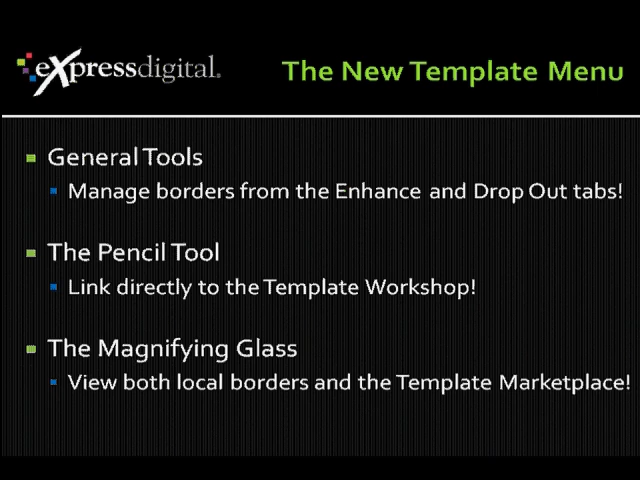 eXpressdigital.
The New Template Menu
General Tools
Manage borders from the Enhance and Drop Out tabs!
The Pencil Tool
Link directly to the Template Workshop!
The Magnifying Glass
View both local borders and the Template Marketplace!